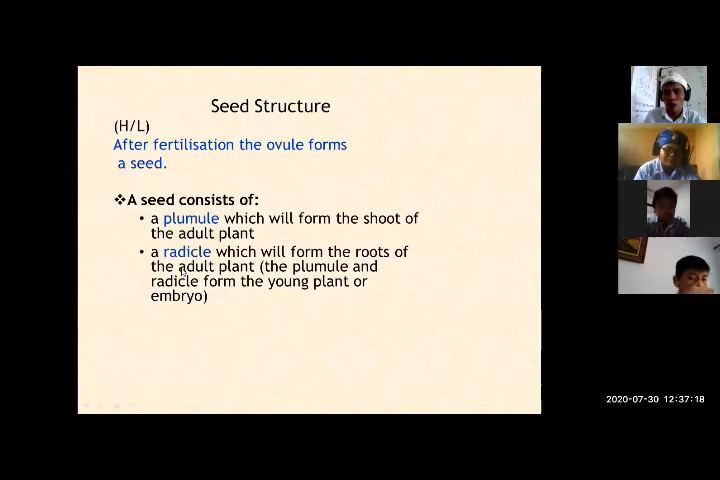 Seed Structure
(H/L)
After fertilisation the ovule forms
a seed.
❖A seed consists of:
• a plumule which will form the shoot of
the adult plant
• a radicle which will form the roots of
the adult plant (the plumule and
radicle form the young plant or
embryo)
2020-07-30 12:37:18